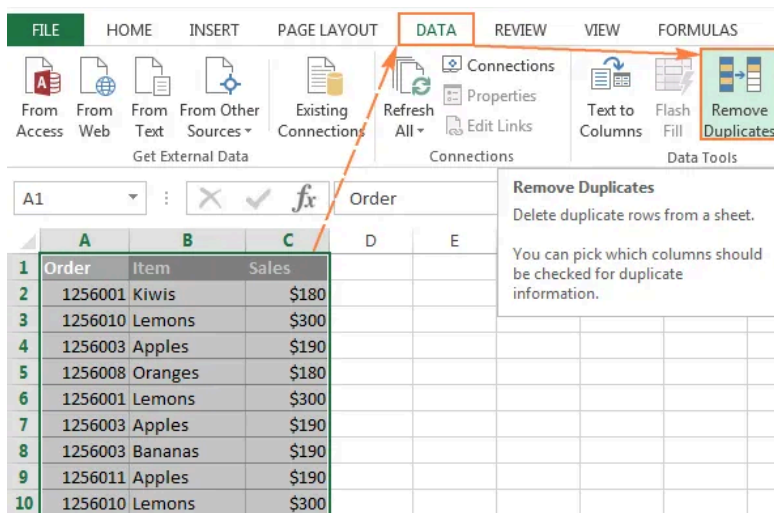 FILE HOME INSERT PAGE LAYOUT DATA REVIEW VIEW FORMULAS
From Access
From Web
From Text
From Other Sources
Existing Connections
Get External Data
Refresh All
Connections
Properties
Edit Links
Connections
Text to Columns
Flash Fill
Remove Duplicates
Data Tools
A1 fx Order
Remove Duplicates
Delete duplicate rows from a sheet.
You can pick which columns should
be checked for duplicate
information.
A B C D E
1 Order Item Sales
2 1256001 Kiwis $180
3 1256010 Lemons $300
4 1256003 Apples $190
5 1256008 Oranges $180
6 1256001 Lemons $300
7 1256003 Apples $190
8 1256003 Bananas $190
9 1256011 Apples $190
10 1256010 Lemons $300